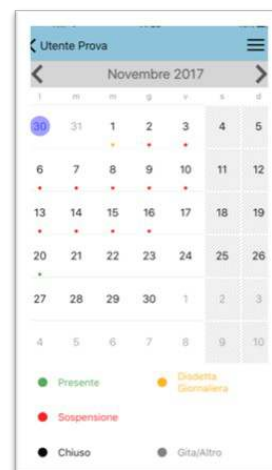 Utente Prova
Novembre 2017
l m m g v s d
30 31 1 2 3 4 5
6 7 8 9 10 11 12
13 14 15 16 17 18 19
20 21 22 23 24 25 26
27 28 29 30 1 2 3
4 5 6 7 8 9 10
Presente
Disdetta
Giornaliera
Sospensione
Chiuso
Gita/Altro